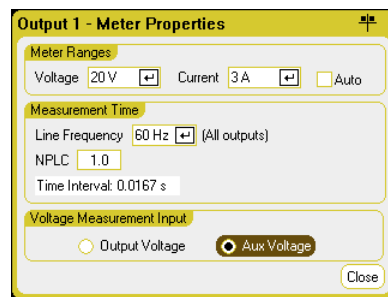 Output 1 - Meter Properties
Meter Ranges
Voltage 20 V Current 3 A Auto
Measurement Time
Line Frequency 60 Hz (All outputs)
NPLC 1.0
Time Interval: 0.0167 s
Voltage Measurement Input
Output Voltage Aux Voltage
Close